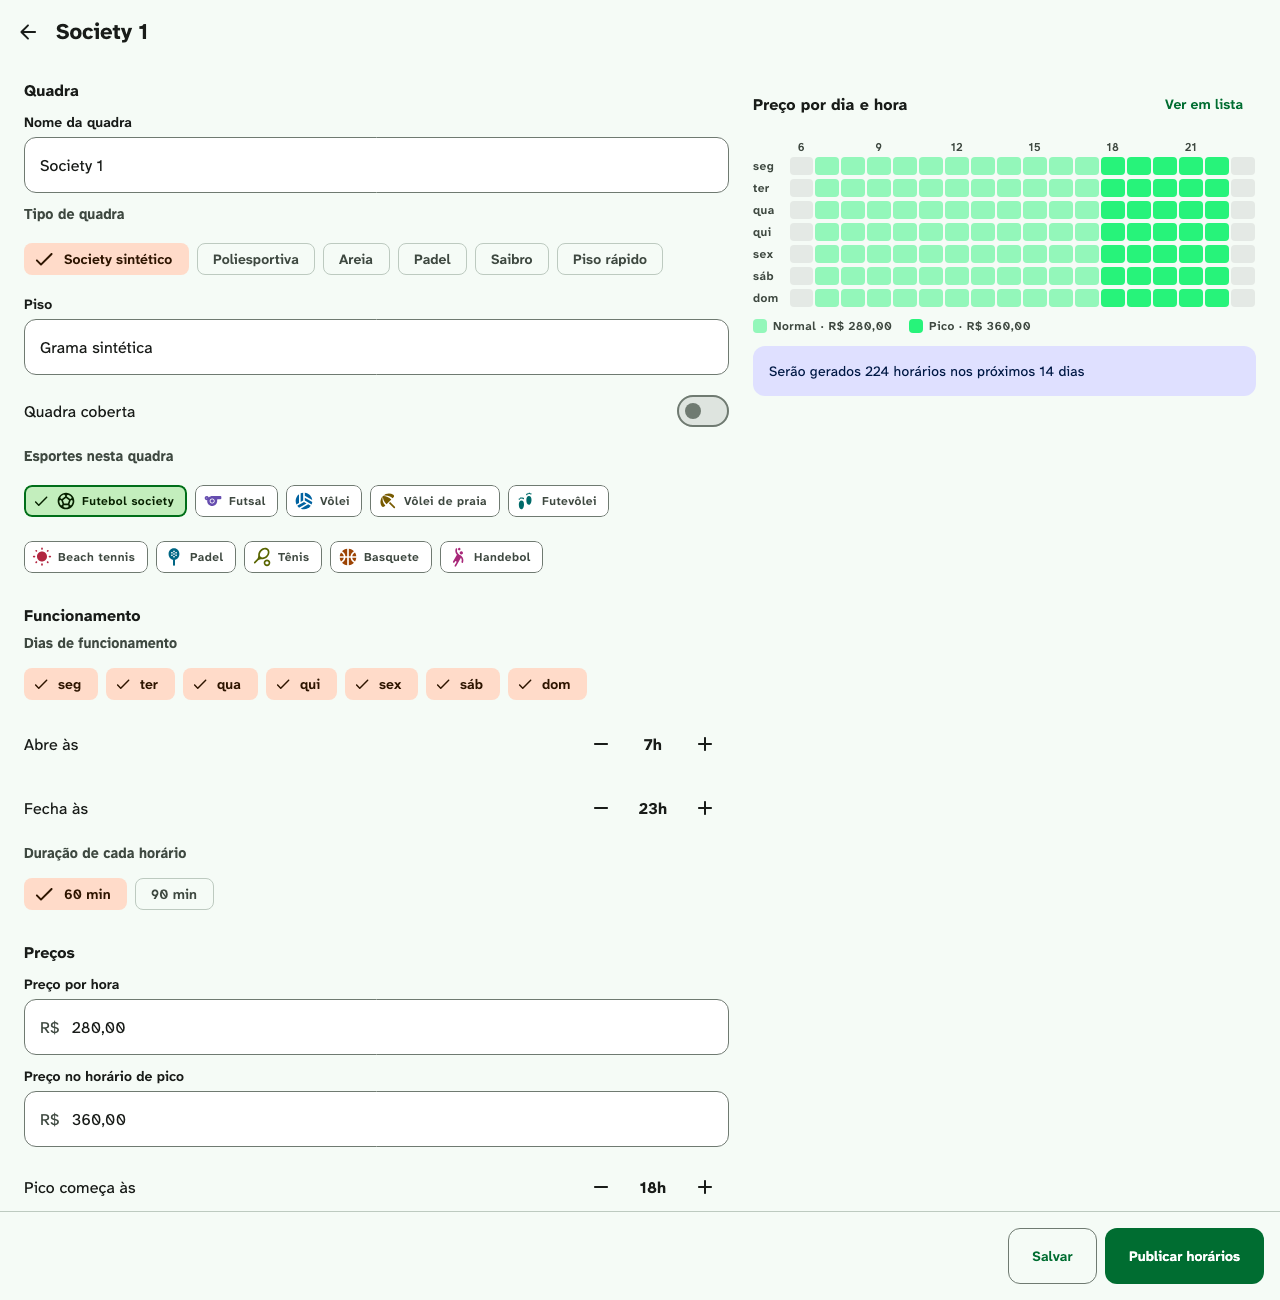 Society 1
Quadra
Nome da quadra
Society 1
Tipo de quadra
Society sintético
Poliesportiva
Areia
Padel
Saibro
Piso rápido
Piso
Grama sintética
Quadra coberta
Esportes nesta quadra
Futebol society
Futsal
Vôlei
Vôlei de praia
Futevôlei
Beach tennis
Padel
Tênis
Basquete
Handebol
Funcionamento
Dias de funcionamento
seg
ter
qua
qui
sex
sáb
dom
Abre às
7h
Fecha às
23h
Duração de cada horário
60 min
90 min
Preços
Preço por hora
R$ 280,00
Preço no horário de pico
R$ 360,00
Pico começa às
18h
Preço por dia e hora
Ver em lista
6 9 12 15 18 21
seg
ter
qua
qui
sex
sáb
dom
Normal · R$ 280,00
Pico · R$ 360,00
Serão gerados 224 horários nos próximos 14 dias
Salvar
Publicar horários